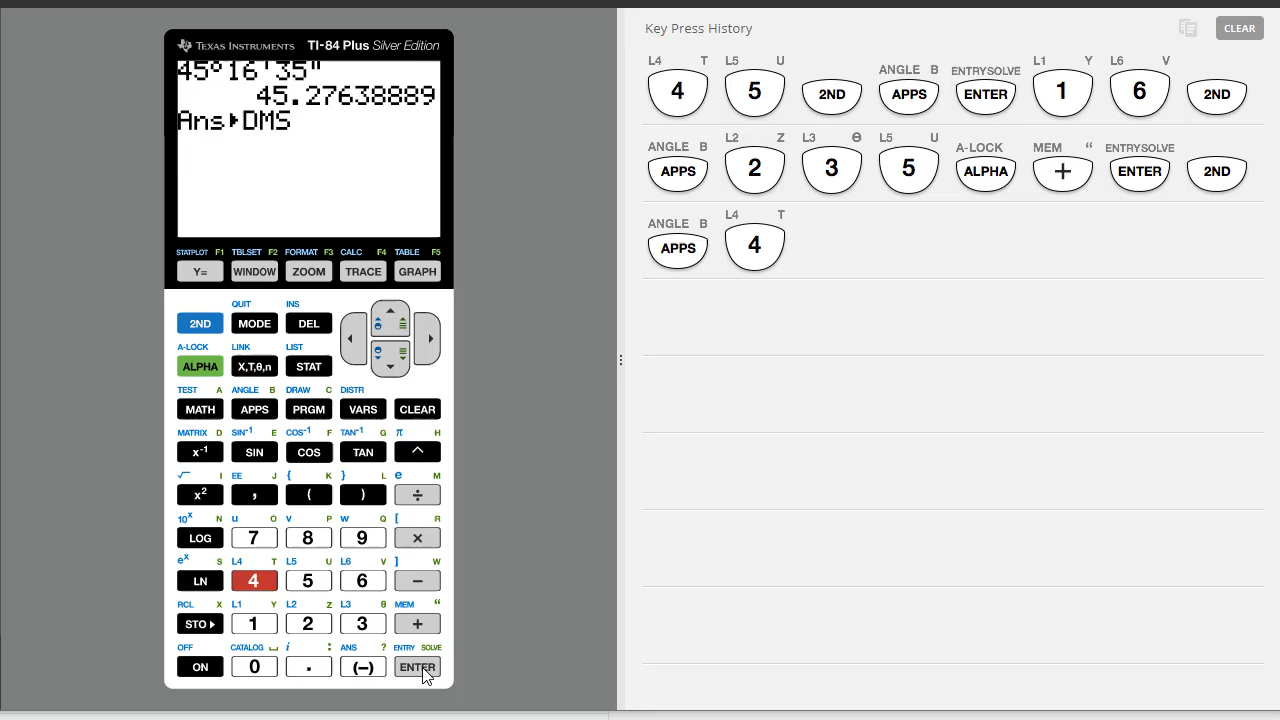 TEXAS INSTRUMENTS TI-84 Plus Silver Edition
45°16'35"
45.27638889
Ans▶DMS
STATPLOT F1 TBLSET F2 FORMAT F3 CALC F4 TABLE F5
Y= WINDOW ZOOM TRACE GRAPH
QUIT INS
2ND MODE DEL
A-LOCK LINK LIST
ALPHA X,T,θ,n STAT
TEST A ANGLE B DRAW C DISTR
MATH APPS PRGM VARS CLEAR
MATRIX D SIN⁻¹ E COS⁻¹ F TAN⁻¹ G π H
x⁻¹ SIN COS TAN ^
√ I EE J { K } L e M
x² , ( ) ÷
10ˣ N u O v P w Q [ R
LOG 7 8 9 ×
eˣ S L4 T L5 U L6 V ] W
LN 4 5 6 −
RCL X L1 Y L2 Z L3 θ MEM “
STO▶ 1 2 3 +
OFF CATALOG ⎵ i : ANS ? ENTRY SOLVE
ON 0 . (−) ENTER
Key Press History CLEAR
L4 T L5 U ANGLE B ENTRYSOLVE L1 Y L6 V
4 5 2ND APPS ENTER 1 6 2ND
ANGLE B L2 Z L3 θ L5 U A-LOCK MEM “ ENTRYSOLVE
APPS 2 3 5 ALPHA + ENTER 2ND
ANGLE B L4 T
APPS 4